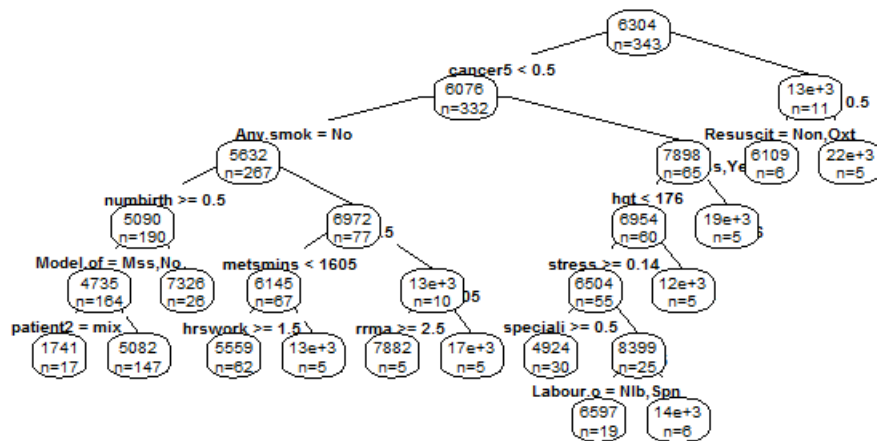 6304
n=343
cancer5 < 0.5
6076
n=332
13e+3
n=11
0.5
Any.smok = No
Resuscit = Non,Oxt
5632
n=267
7898
n=65
s,Ye
6109
n=6
22e+3
n=5
numbirth >= 0.5
hgt < 176
5090
n=190
6972
n=77
.5
6954
n=60
19e+3
n=5
Model.of = Mss,No,
metsmins < 1605
stress >= 0.14
4735
n=164
7326
n=26
6145
n=67
13e+3
n=10
05
6504
n=55
12e+3
n=5
patient2 = mix
hrswork >= 1.5
rrma >= 2.5
speciali >= 0.5
1741
n=17
5082
n=147
5559
n=62
13e+3
n=5
7882
n=5
17e+3
n=5
4924
n=30
8399
n=25
Labour.o = Nlb,Spn
6597
n=19
14e+3
n=6